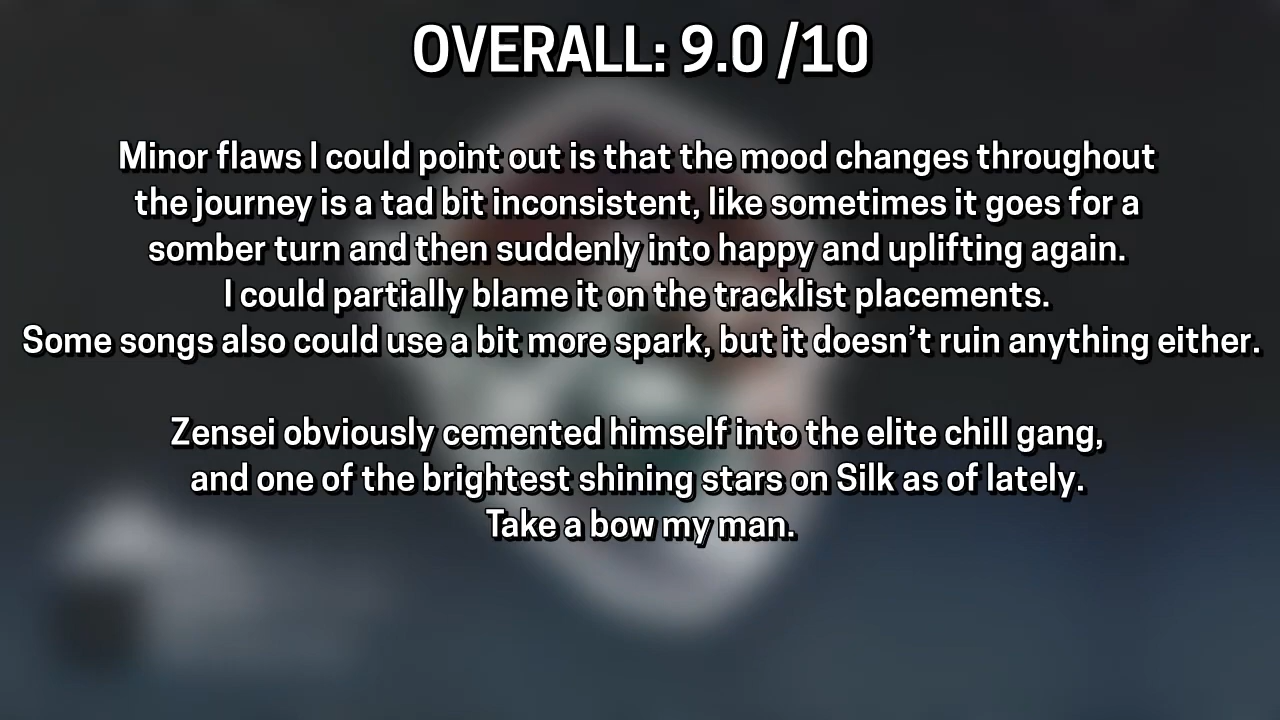 OVERALL: 9.0 /10
Minor flaws I could point out is that the mood changes throughout
the journey is a tad bit inconsistent, like sometimes it goes for a
somber turn and then suddenly into happy and uplifting again.
I could partially blame it on the tracklist placements.
Some songs also could use a bit more spark, but it doesn’t ruin anything either.
Zensei obviously cemented himself into the elite chill gang,
and one of the brightest shining stars on Silk as of lately.
Take a bow my man.